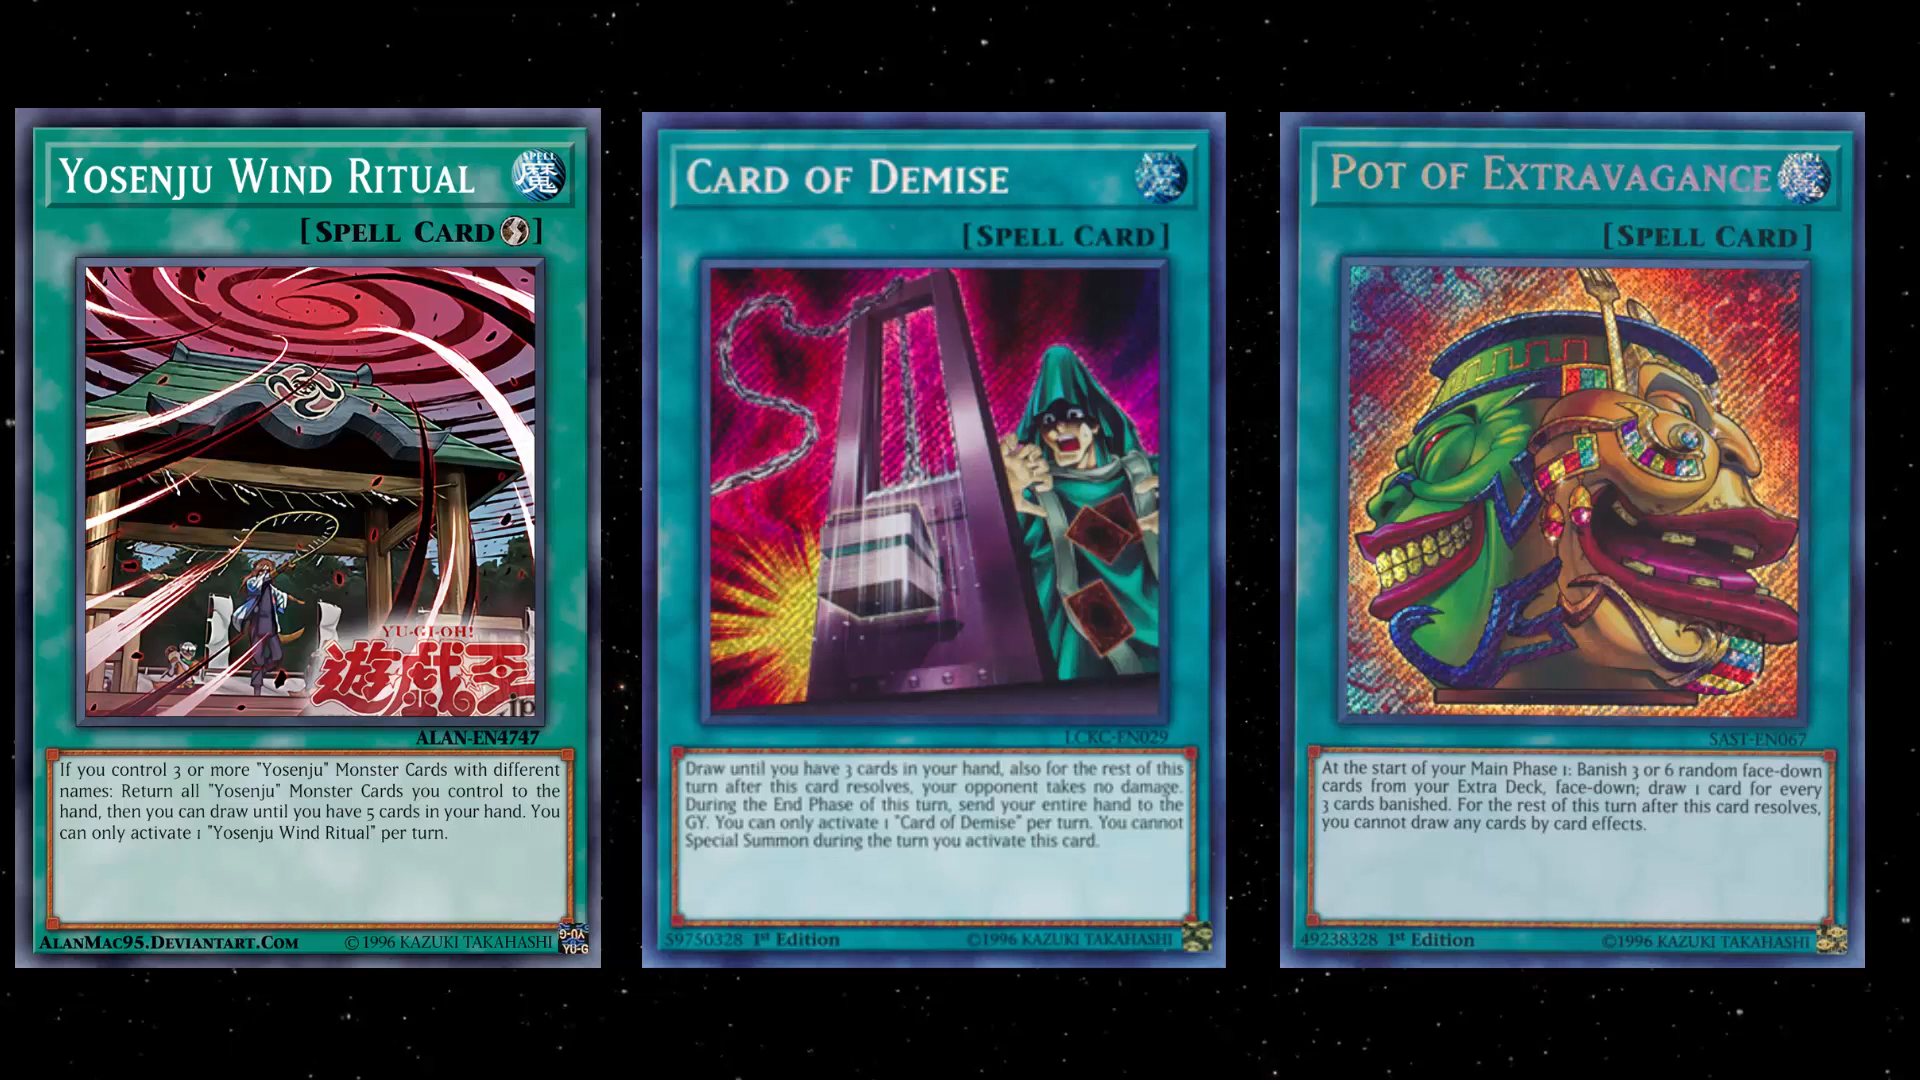 Yosenju Wind Ritual
SPELL
魔
[Spell Card]
YU-GI-OH!
遊戯王
.jp
ALAN-EN4747
If you control 3 or more "Yosenju" Monster Cards with different
names: Return all "Yosenju" Monster Cards you control to the
hand, then you can draw until you have 5 cards in your hand. You
can only activate 1 "Yosenju Wind Ritual" per turn.
AlanMac95.Deviantart.Com
©1996 KAZUKI TAKAHASHI
Card of Demise
[Spell Card]
LCKC-EN029
Draw until you have 3 cards in your hand, also for the rest of this
turn after this card resolves, your opponent takes no damage.
During the End Phase of this turn, send your entire hand to the
GY. You can only activate 1 "Card of Demise" per turn. You cannot
Special Summon during the turn you activate this card.
59750328 1st Edition
©1996 KAZUKI TAKAHASHI
Pot of Extravagance
[Spell Card]
SAST-EN067
At the start of your Main Phase 1: Banish 3 or 6 random face-down
cards from your Extra Deck, face-down; draw 1 card for every
3 cards banished. For the rest of this turn after this card resolves,
you cannot draw any cards by card effects.
49238328 1st Edition
©1996 KAZUKI TAKAHASHI